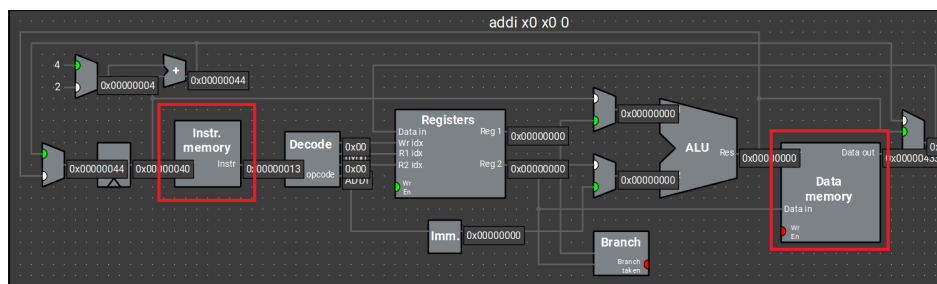 addi x0 x0 0
4
2
0x00000004
+
0x00000044
Instr.
memory
Instr
0x00000044
0x00000040
0x00000013
Decode
opcode
0x00
0x00
ADDI
Registers
Data in
Wr idx
R1 idx
R2 idx
Wr
En
Reg 1
Reg 2
0x00000000
0x00000000
Imm.
0x00000000
0x00000000
0x00000000
ALU
Res
0x00000000
Branch
Branch
taken
Data out
Data
memory
Data in
Wr
En